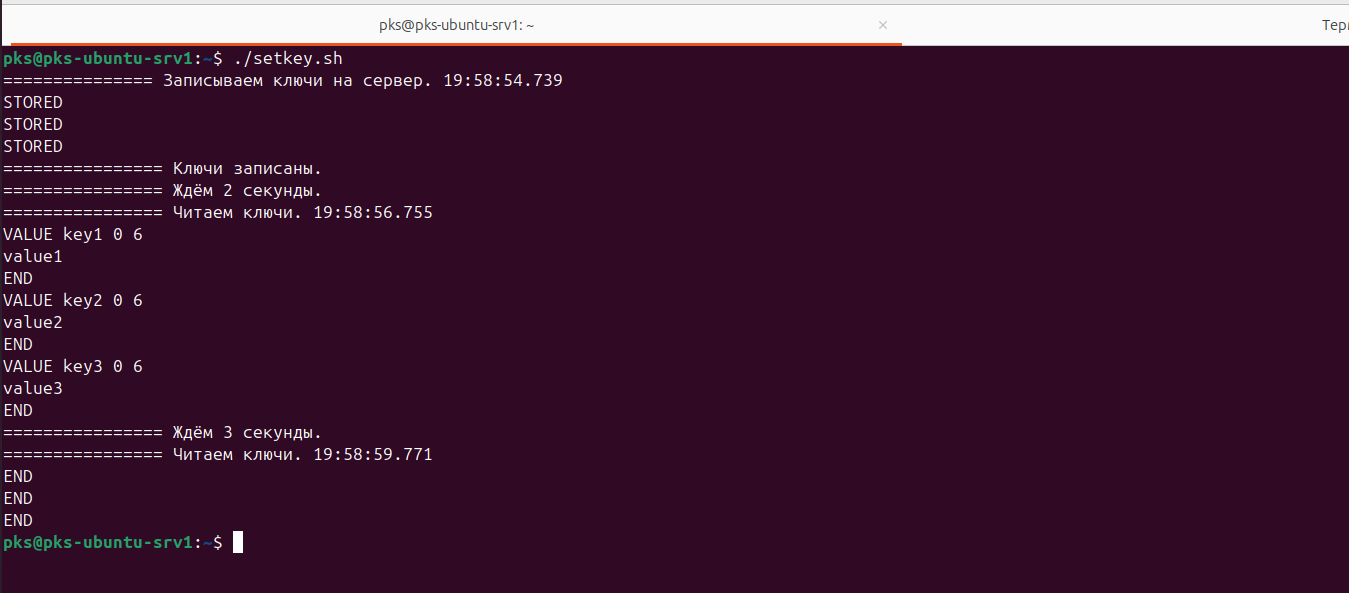 pks@pks-ubuntu-srv1: ~ × Тер
pks@pks-ubuntu-srv1:~$ ./setkey.sh
=============== Записываем ключи на сервер. 19:58:54.739
STORED
STORED
STORED
================ Ключи записаны.
================ Ждём 2 секунды.
================ Читаем ключи. 19:58:56.755
VALUE key1 0 6
value1
END
VALUE key2 0 6
value2
END
VALUE key3 0 6
value3
END
================ Ждём 3 секунды.
================ Читаем ключи. 19:58:59.771
END
END
END
pks@pks-ubuntu-srv1:~$